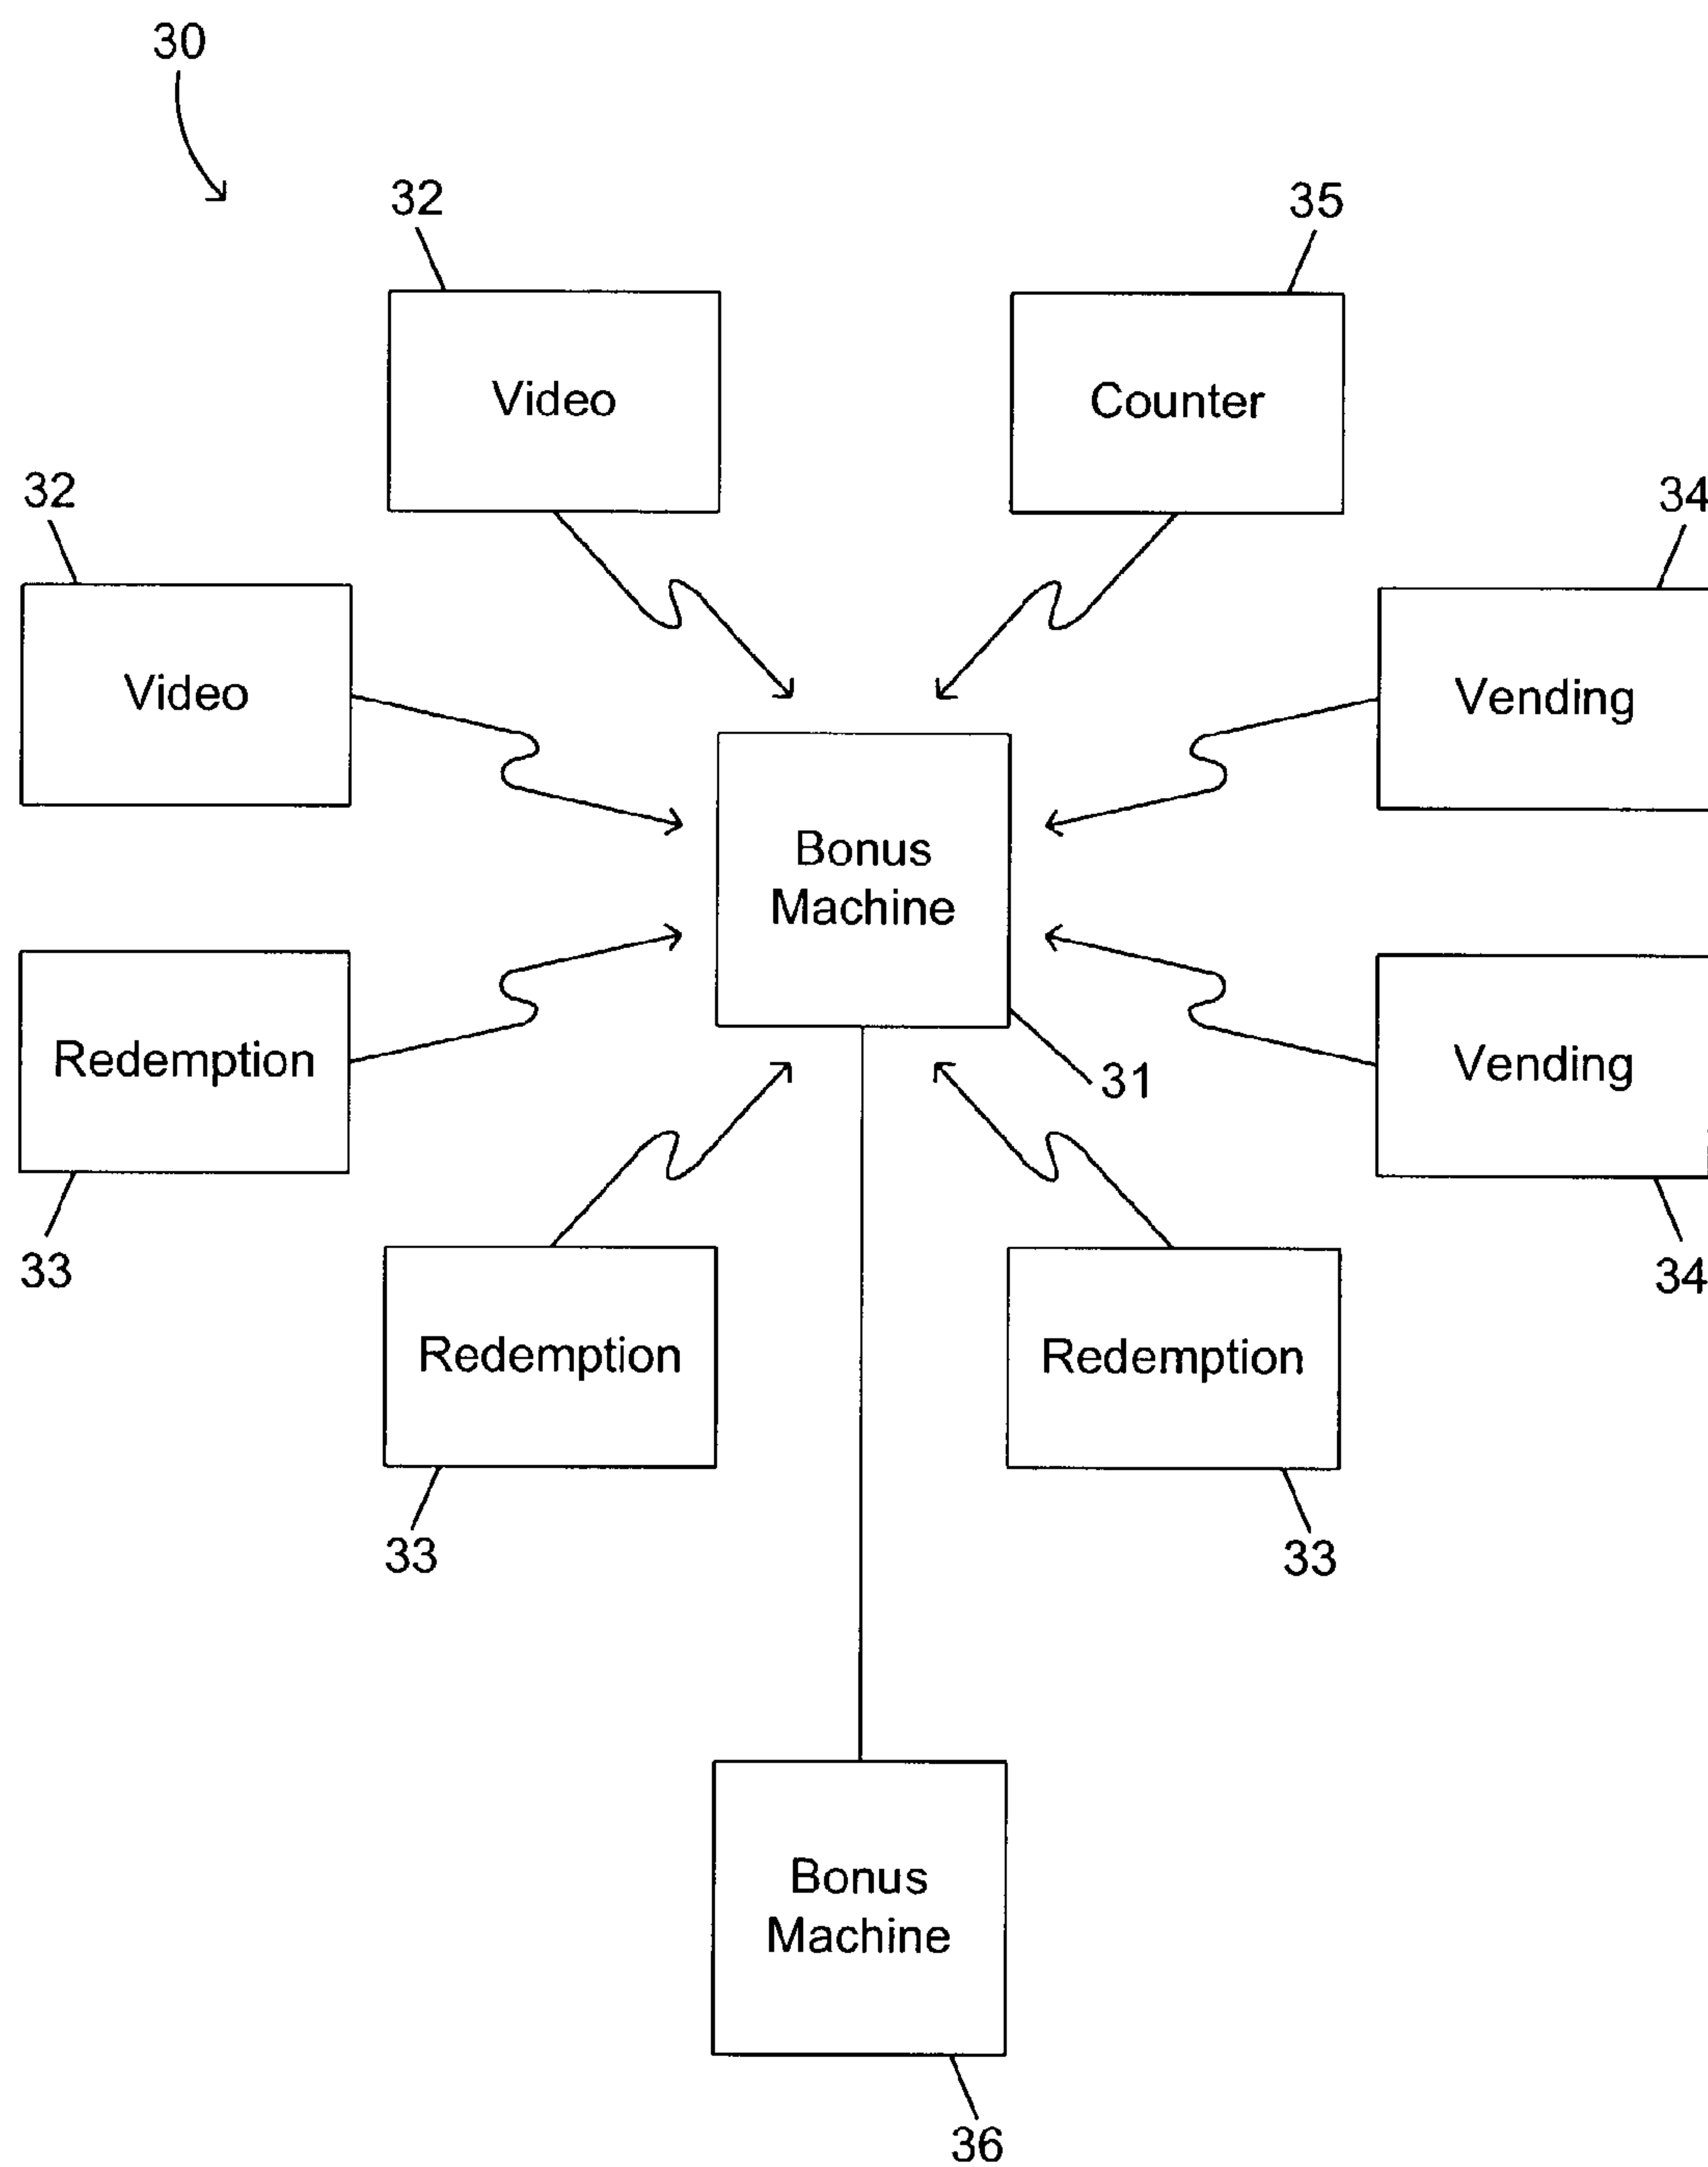 30
32
35
Video
Counter
32
34
Video
Vending
Bonus
Machine
Redemption
Vending
31
33
34
Redemption
Redemption
33
33
Bonus
Machine
36